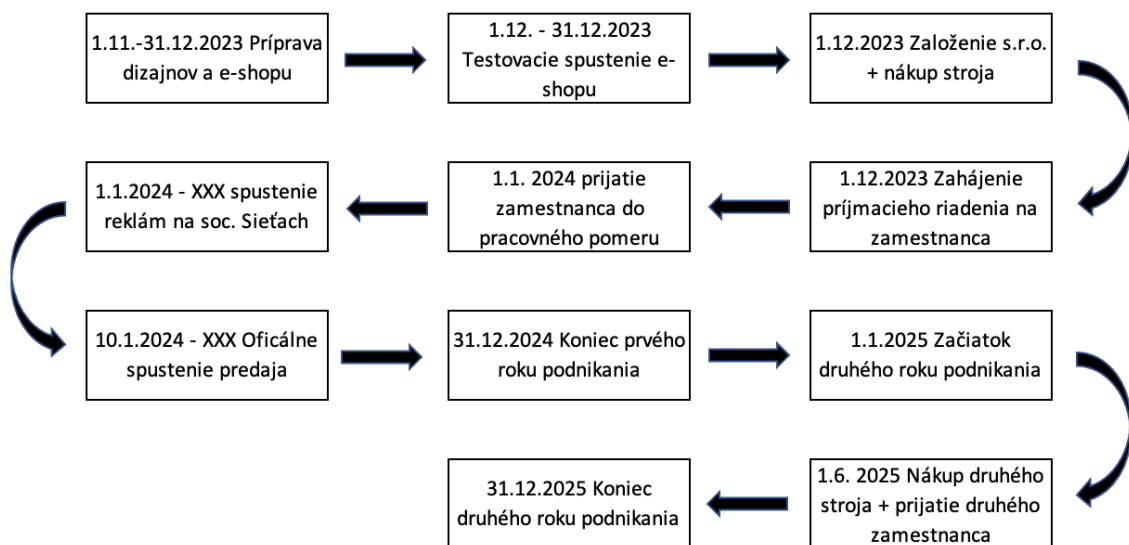 1.11.-31.12.2023 Príprava
dizajnov a e-shopu
1.12. - 31.12.2023
Testovacie spustenie e-
shopu
1.12.2023 Založenie s.r.o.
+ nákup stroja
1.12.2023 Zahájenie
príjmacieho riadenia na
zamestnanca
1.1. 2024 prijatie
zamestnanca do
pracovného pomeru
1.1.2024 - XXX spustenie
reklám na soc. Sieťach
10.1.2024 - XXX Oficálne
spustenie predaja
31.12.2024 Koniec prvého
roku podnikania
1.1.2025 Začiatok
druhého roku podnikania
1.6. 2025 Nákup druhého
stroja + prijatie druhého
zamestnanca
31.12.2025 Koniec
druhého roku podnikania